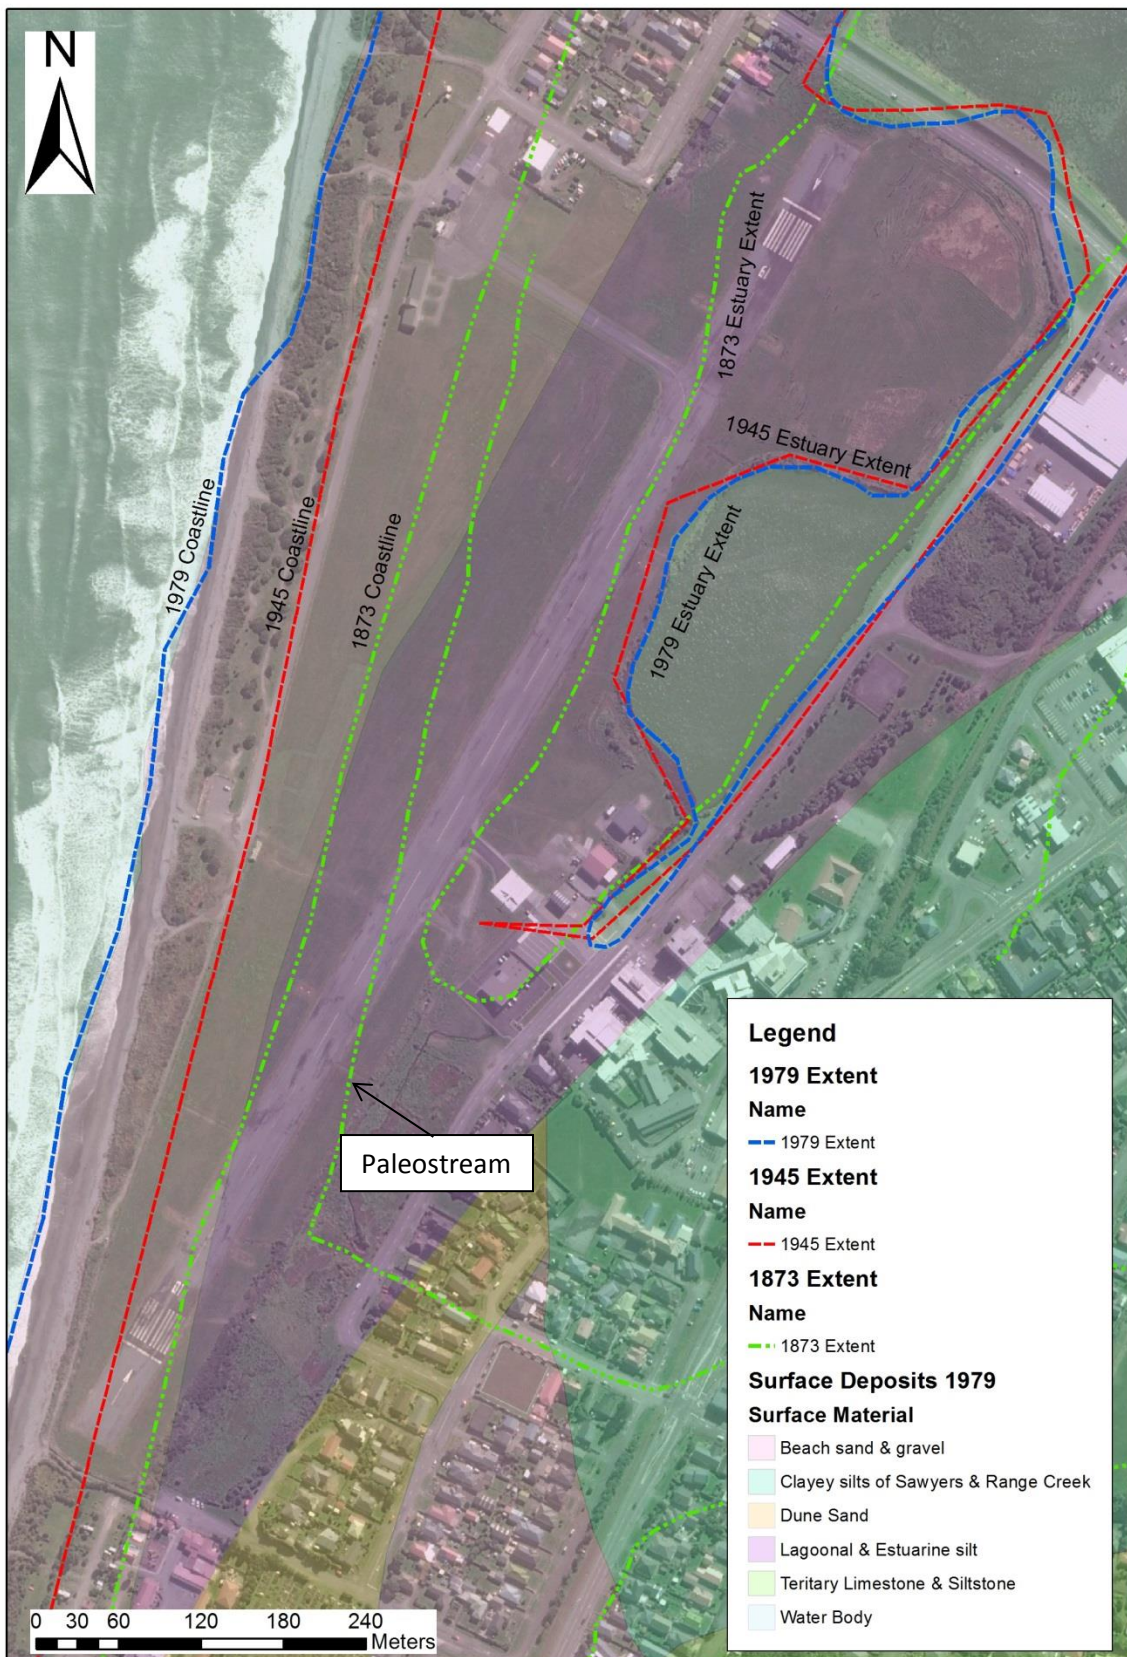 N
1873 Estuary Extent
1945 Estuary Extent
1979 Estuary Extent
1979 Coastline
1945 Coastline
1873 Coastline
Paleostream
Legend
1979 Extent
Name
1979 Extent
1945 Extent
Name
1945 Extent
1873 Extent
Name
1873 Extent
Surface Deposits 1979
Surface Material
Beach sand & gravel
Clayey silts of Sawyers & Range Creek
Dune Sand
Lagoonal & Estuarine silt
Teritary Limestone & Siltstone
Water Body
0 30 60 120 180 240
Meters